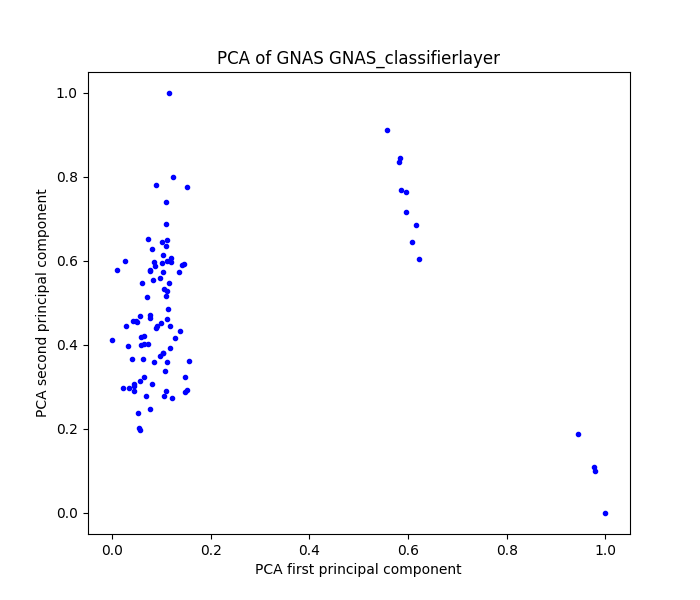 PCA of GNAS GNAS_classifierlayer
1.0
0.8
0.6
0.4
0.2
0.0
PCA second principal component
0.0 0.2 0.4 0.6 0.8 1.0
PCA first principal component